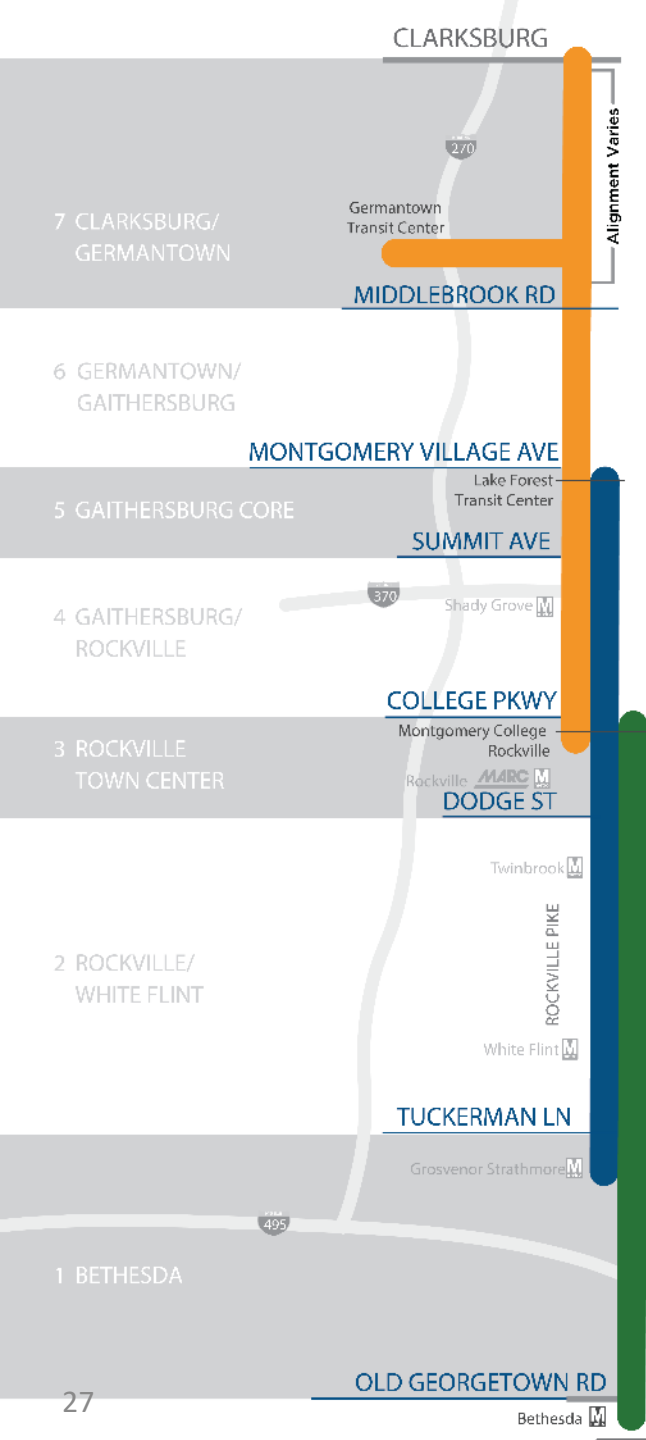 CLARKSBURG
Alignment Varies
270
Germantown
Transit Center
7 CLARKSBURG/
GERMANTOWN
MIDDLEBROOK RD
6 GERMANTOWN/
GAITHERSBURG
MONTGOMERY VILLAGE AVE
Lake Forest
Transit Center
5 GAITHERSBURG CORE
SUMMIT AVE
370
Shady Grove M
4 GAITHERSBURG/
ROCKVILLE
COLLEGE PKWY
Montgomery College
Rockville
3 ROCKVILLE
TOWN CENTER
Rockville MARC M
DODGE ST
Twinbrook M
ROCKVILLE PIKE
2 ROCKVILLE/
WHITE FLINT
White Flint M
TUCKERMAN LN
Grosvenor Strathmore M
495
1 BETHESDA
OLD GEORGETOWN RD
27
Bethesda M